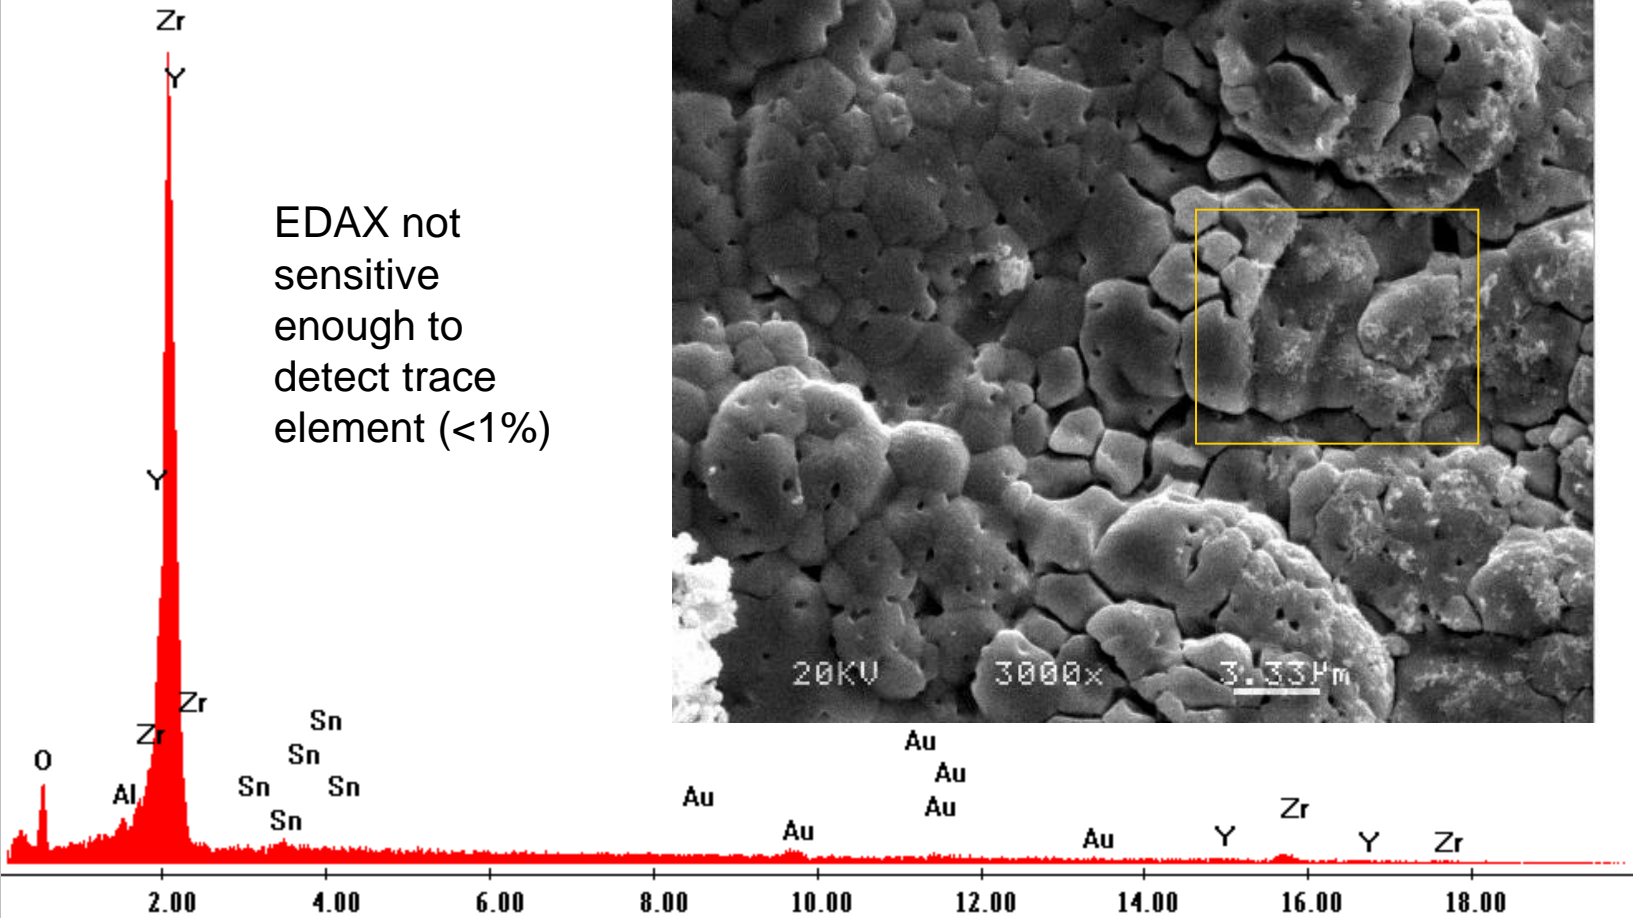 Zr
Y
EDAX not
sensitive
enough to
detect trace
element (<1%)
Y
20KV 3000x 3.33µm
Zr
Zr
O
Al
Sn
Sn
Sn
Sn
Sn
Au
Au
Au
Au
Au
Au
Y
Zr
Y
Zr
2.00 4.00 6.00 8.00 10.00 12.00 14.00 16.00 18.00